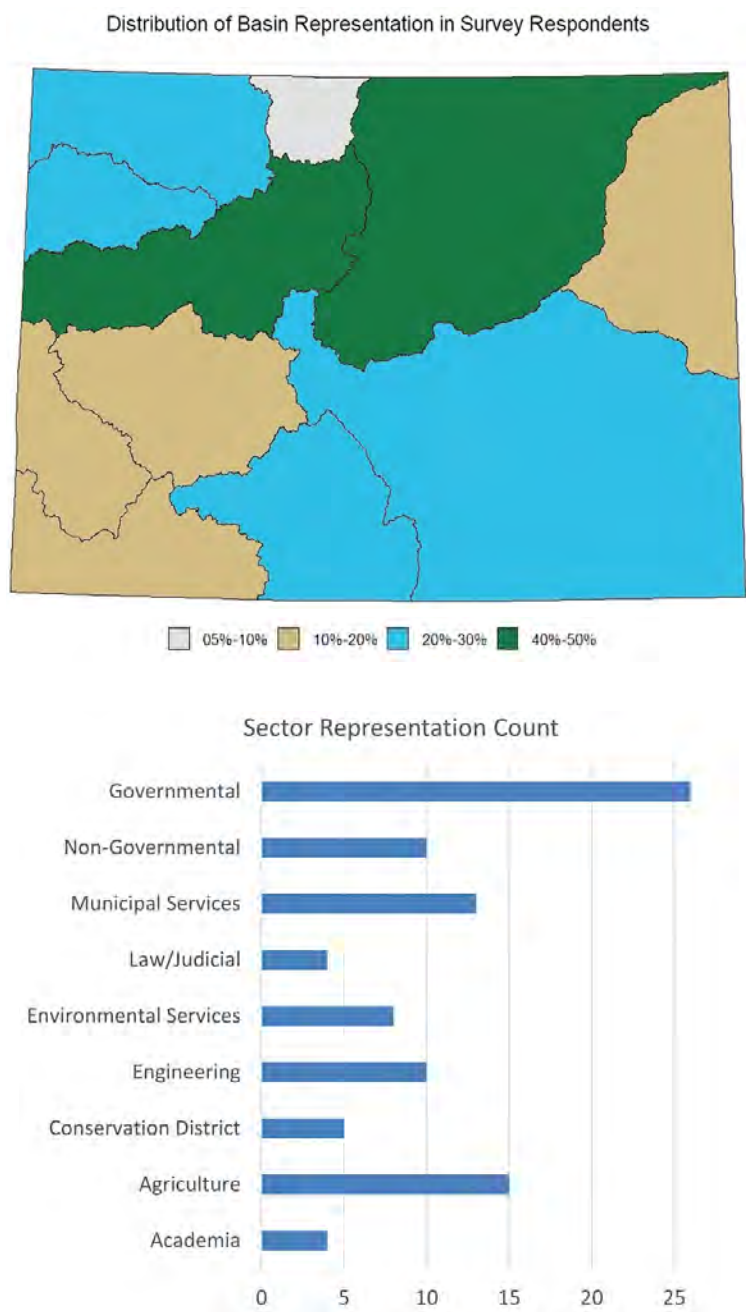 Distribution of Basin Representation in Survey Respondents
05%-10% 10%-20% 20%-30% 40%-50%
Sector Representation Count
Governmental
Non-Governmental
Municipal Services
Law/Judicial
Environmental Services
Engineering
Conservation District
Agriculture
Academia
0 5 10 15 20 25